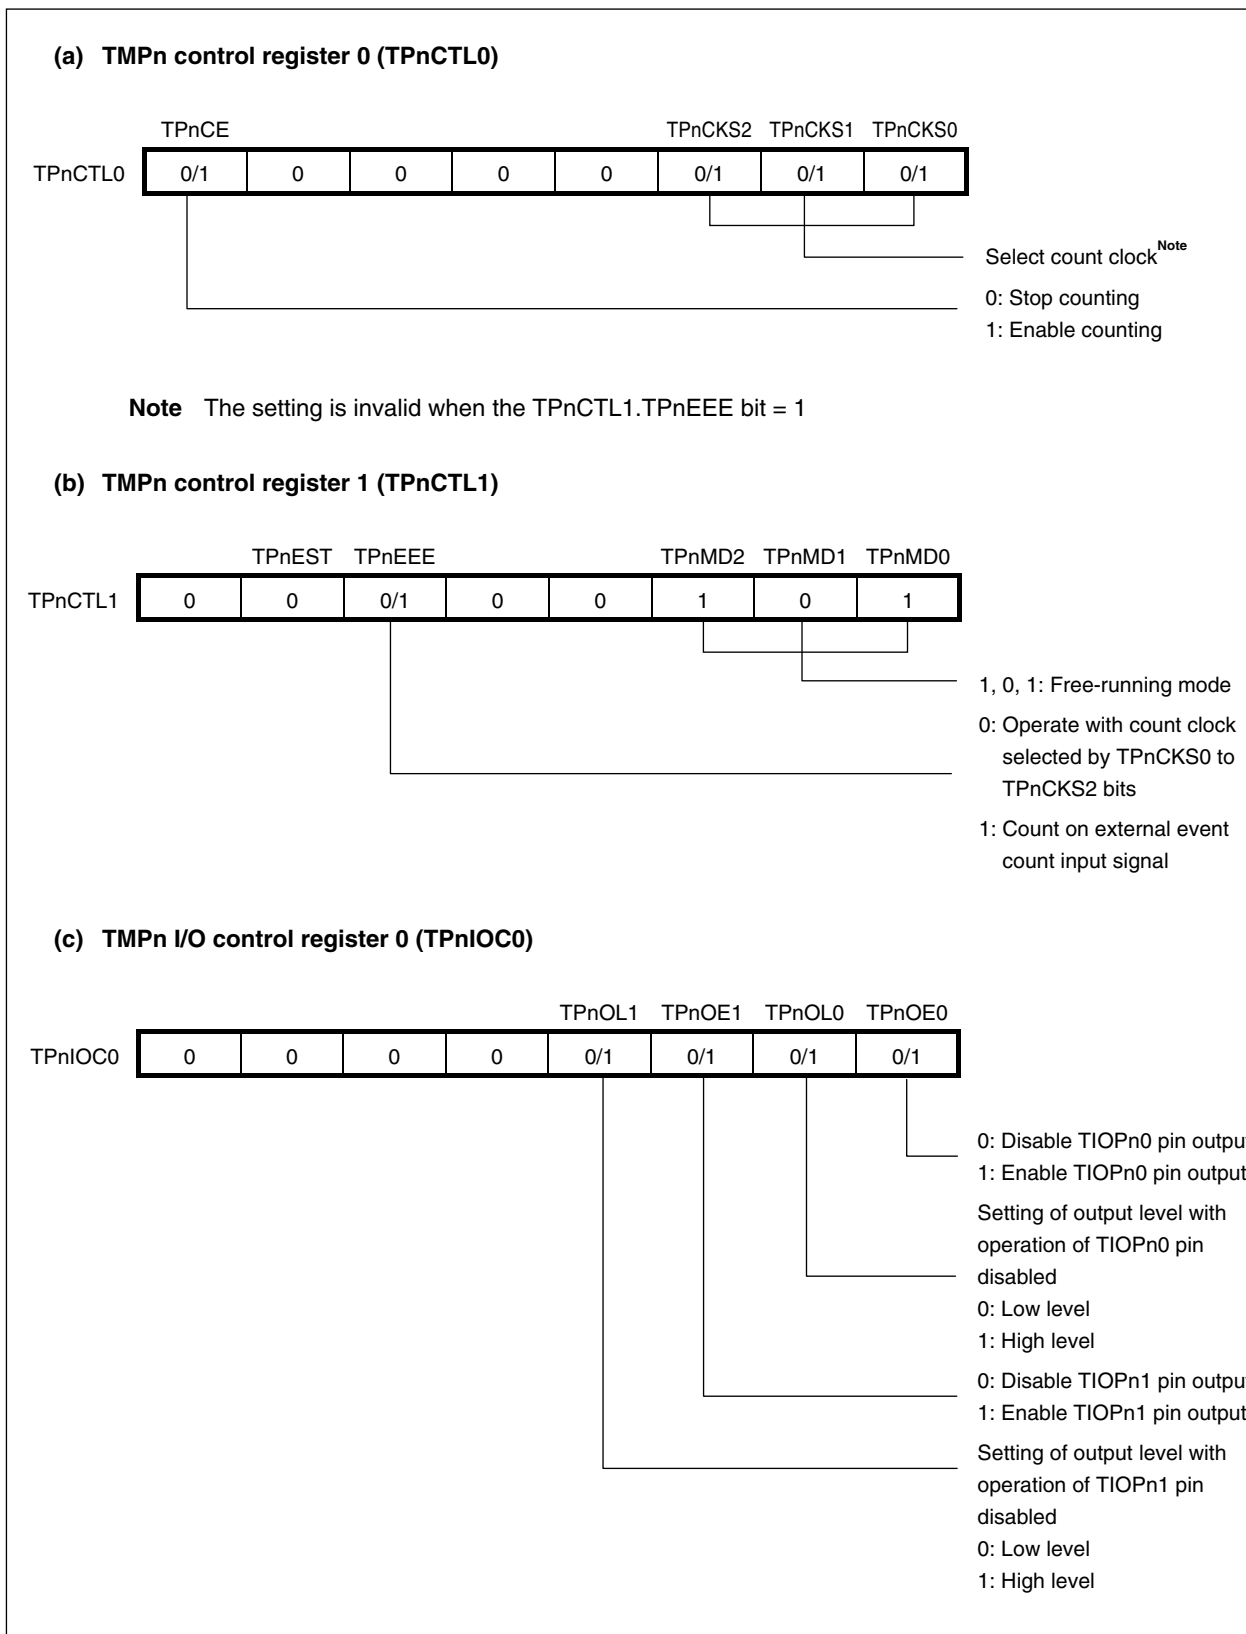 (a) TMPn control register 0 (TPnCTL0)
TPnCE TPnCKS2 TPnCKS1 TPnCKS0
TPnCTL0 0/1 0 0 0 0 0/1 0/1 0/1
Select count clockNote
0: Stop counting
1: Enable counting
Note The setting is invalid when the TPnCTL1.TPnEEE bit = 1
(b) TMPn control register 1 (TPnCTL1)
TPnEST TPnEEE TPnMD2 TPnMD1 TPnMD0
TPnCTL1 0 0 0/1 0 0 1 0 1
1, 0, 1: Free-running mode
0: Operate with count clock
selected by TPnCKS0 to
TPnCKS2 bits
1: Count on external event
count input signal
(c) TMPn I/O control register 0 (TPnIOC0)
TPnOL1 TPnOE1 TPnOL0 TPnOE0
TPnIOC0 0 0 0 0 0/1 0/1 0/1 0/1
0: Disable TIOPn0 pin outpu
1: Enable TIOPn0 pin output
Setting of output level with
operation of TIOPn0 pin
disabled
0: Low level
1: High level
0: Disable TIOPn1 pin outpu
1: Enable TIOPn1 pin output
Setting of output level with
operation of TIOPn1 pin
disabled
0: Low level
1: High level